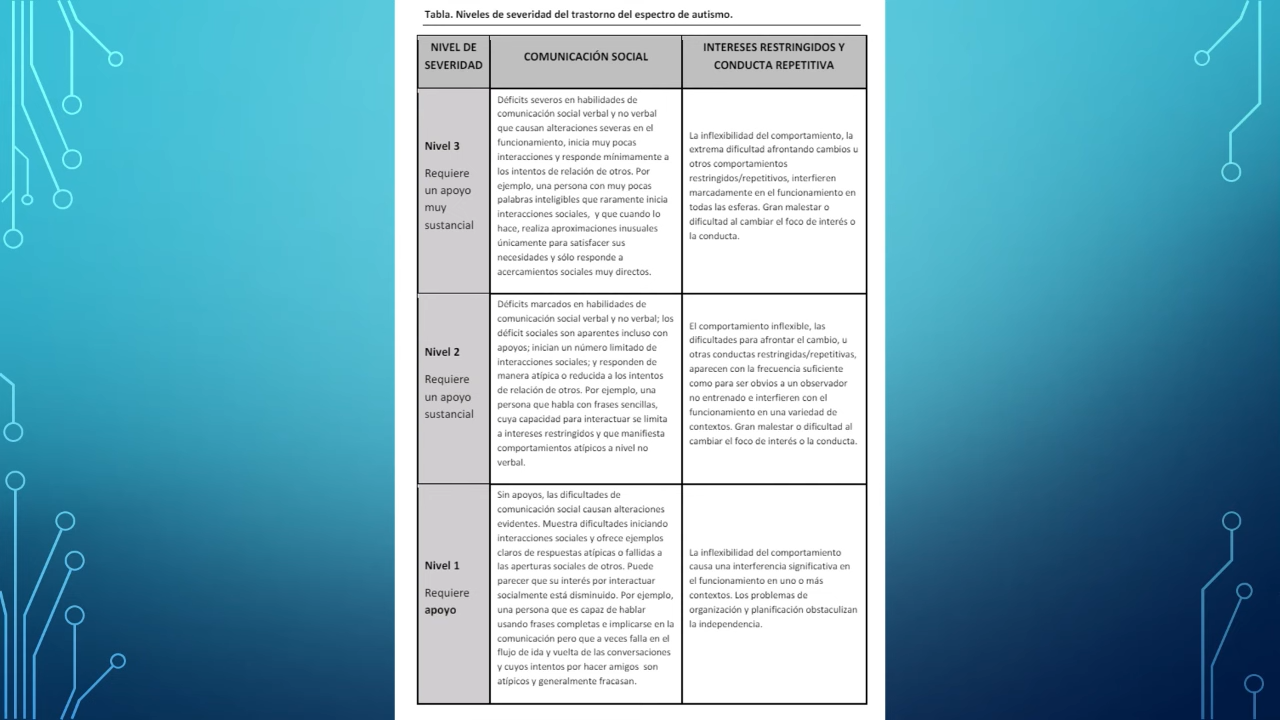 Tabla. Niveles de severidad del trastorno del espectro de autismo.
NIVEL DE
SEVERIDAD
COMUNICACIÓN SOCIAL
INTERESES RESTRINGIDOS Y
CONDUCTA REPETITIVA
Nivel 3
Requiere
un apoyo
muy
sustancial
Déficits severos en habilidades de
comunicación social verbal y no verbal
que causan alteraciones severas en el
funcionamiento, inicia muy pocas
interacciones y responde mínimamente a
los intentos de relación de otros. Por
ejemplo, una persona con muy pocas
palabras inteligibles que raramente inicia
interacciones sociales, y que cuando lo
hace, realiza aproximaciones inusuales
únicamente para satisfacer sus
necesidades y sólo responde a
acercamientos sociales muy directos.
La inflexibilidad del comportamiento, la
extrema dificultad afrontando cambios u
otros comportamientos
restringidos/repetitivos, interfieren
marcadamente en el funcionamiento en
todas las esferas. Gran malestar o
dificultad al cambiar el foco de interés o
la conducta.
Nivel 2
Requiere
un apoyo
sustancial
Déficits marcados en habilidades de
comunicación social verbal y no verbal; los
déficit sociales son aparentes incluso con
apoyos; inician un número limitado de
interacciones sociales; y responden de
manera atípica o reducida a los intentos
de relación de otros. Por ejemplo, una
persona que habla con frases sencillas,
cuya capacidad para interactuar se limita
a intereses restringidos y que manifiesta
comportamientos atípicos a nivel no
verbal.
El comportamiento inflexible, las
dificultades para afrontar el cambio, u
otras conductas restringidas/repetitivas,
aparecen con la frecuencia suficiente
como para ser obvios a un observador
no entrenado e interfieren con el
funcionamiento en una variedad de
contextos. Gran malestar o dificultad al
cambiar el foco de interés o la conducta.
Nivel 1
Requiere
apoyo
Sin apoyos, las dificultades de
comunicación social causan alteraciones
evidentes. Muestra dificultades iniciando
interacciones sociales y ofrece ejemplos
claros de respuestas atípicas o fallidas a
las aperturas sociales de otros. Puede
parecer que su interés por interactuar
socialmente está disminuido. Por ejemplo,
una persona que es capaz de hablar
usando frases completas e implicarse en la
comunicación pero que a veces falla en el
flujo de ida y vuelta de las conversaciones
y cuyos intentos por hacer amigos son
atípicos y generalmente fracasan.
La inflexibilidad del comportamiento
causa una interferencia significativa en
el funcionamiento en uno o más
contextos. Los problemas de
organización y planificación obstaculizan
la independencia.